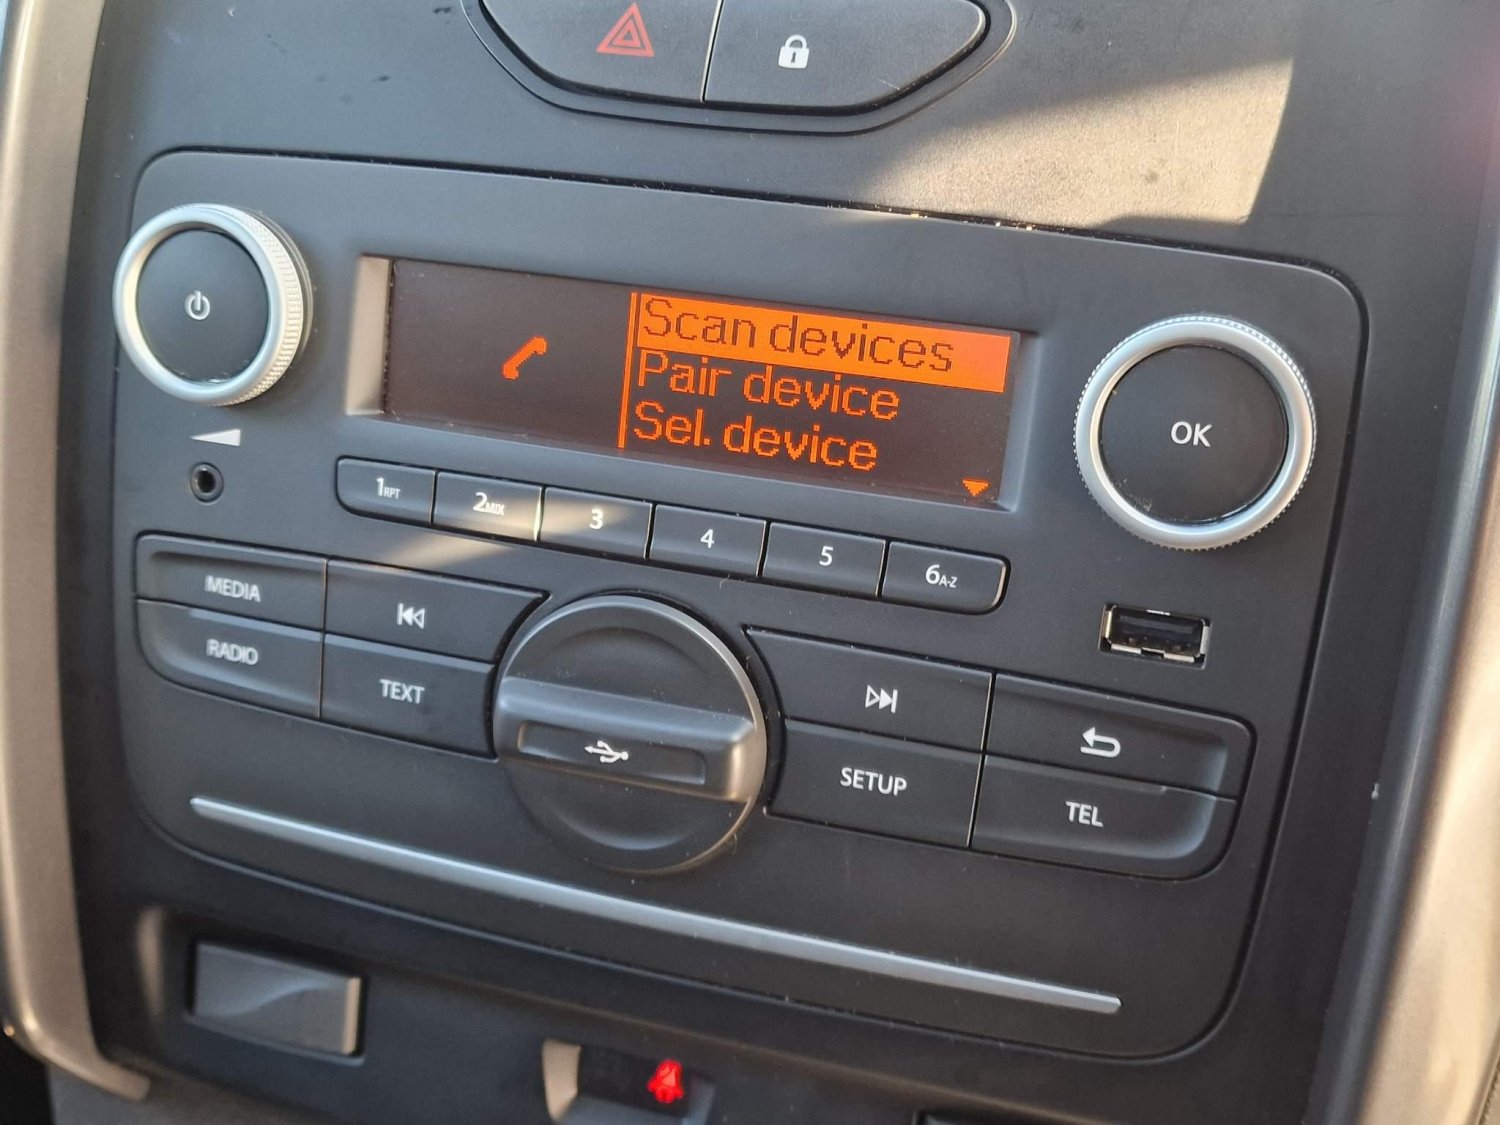 Scan devices
Pair device
Sel. device
OK
1RPT
2MIX
3
4
5
6A-Z
MEDIA
RADIO
TEXT
SETUP
TEL